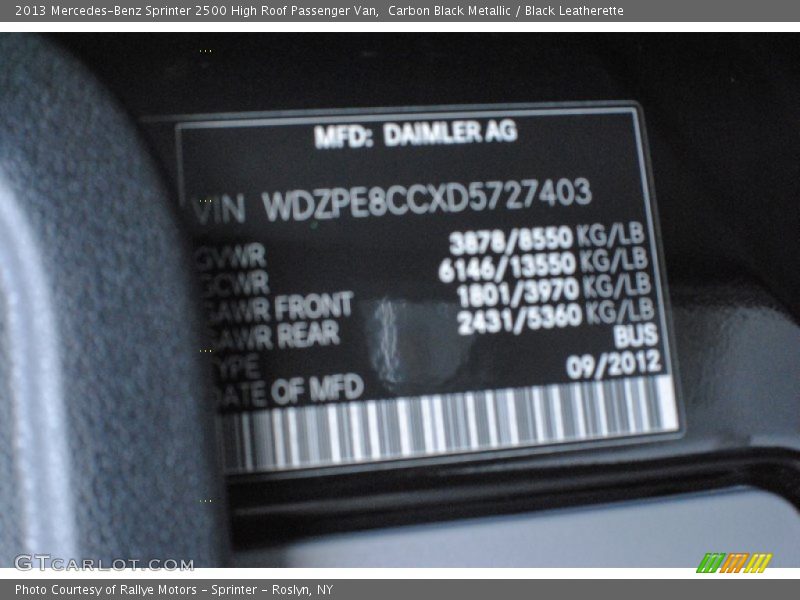 2013 Mercedes-Benz Sprinter 2500 High Roof Passenger Van, Carbon Black Metallic / Black Leatherette
MFD: DAIMLER AG
VIN WDZPE8CCXD5727403
GVWR 3878/8550 KG/LB
GCWR 6146/13550 KG/LB
GAWR FRONT 1801/3970 KG/LB
GAWR REAR 2431/5360 KG/LB
TYPE BUS
DATE OF MFD 09/2012
GTCARLOT.COM
Photo Courtesy of Rallye Motors - Sprinter - Roslyn, NY